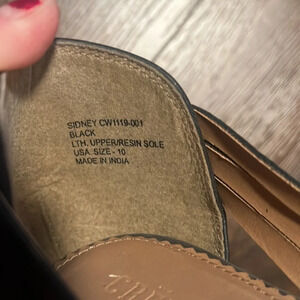 SIDNEY CW1119-001
BLACK
LTH. UPPER/RESIN SOLE
USA SIZE - 10
MADE IN INDIA